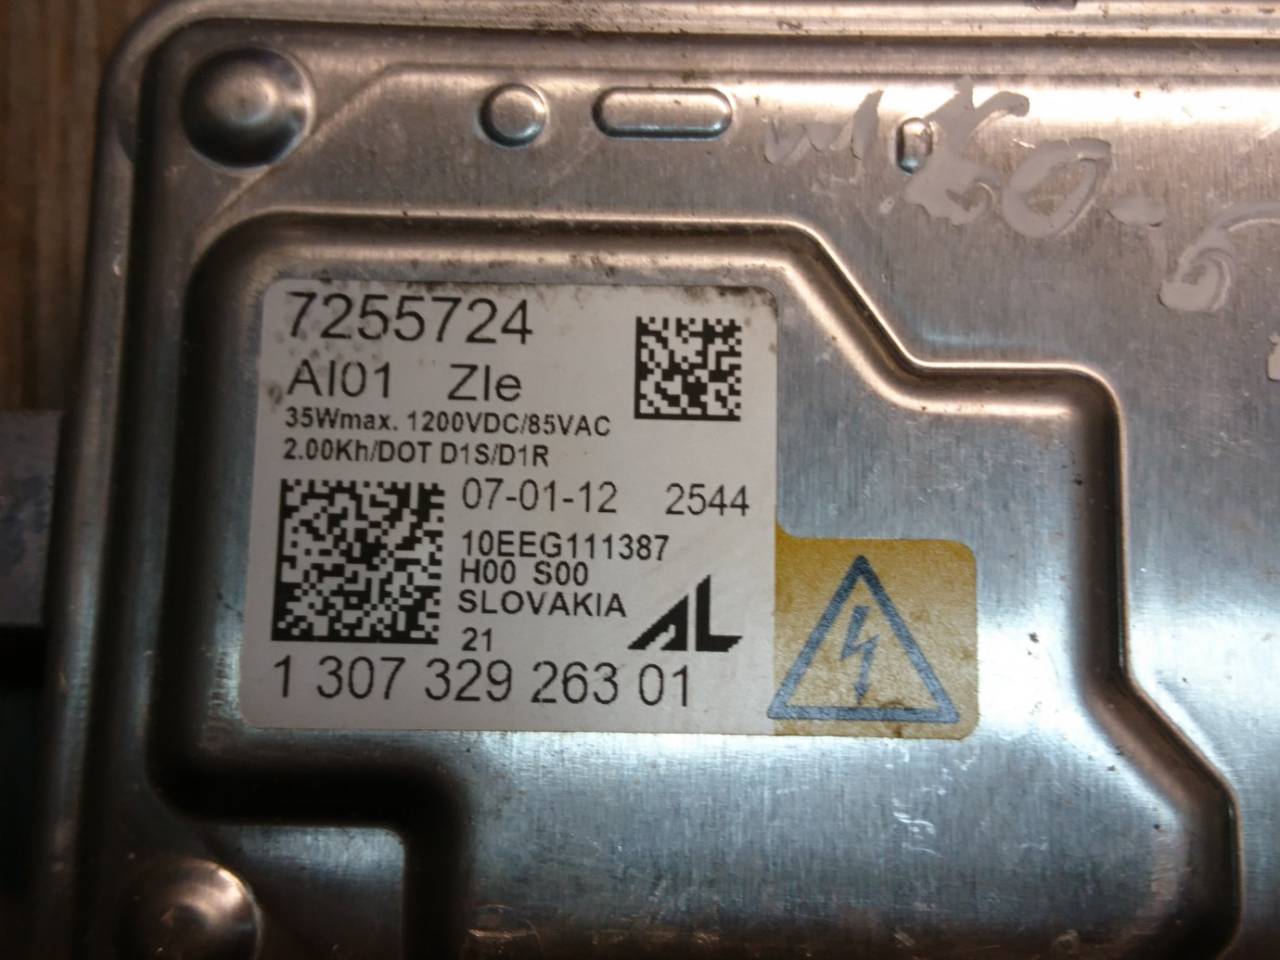 7255724
AI01 ZIe
35Wmax. 1200VDC/85VAC
2.00Kh/DOT D1S/D1R
07-01-12 2544
10EEG111387
H00 S00
SLOVAKIA
21
AL
1 307 329 263 01